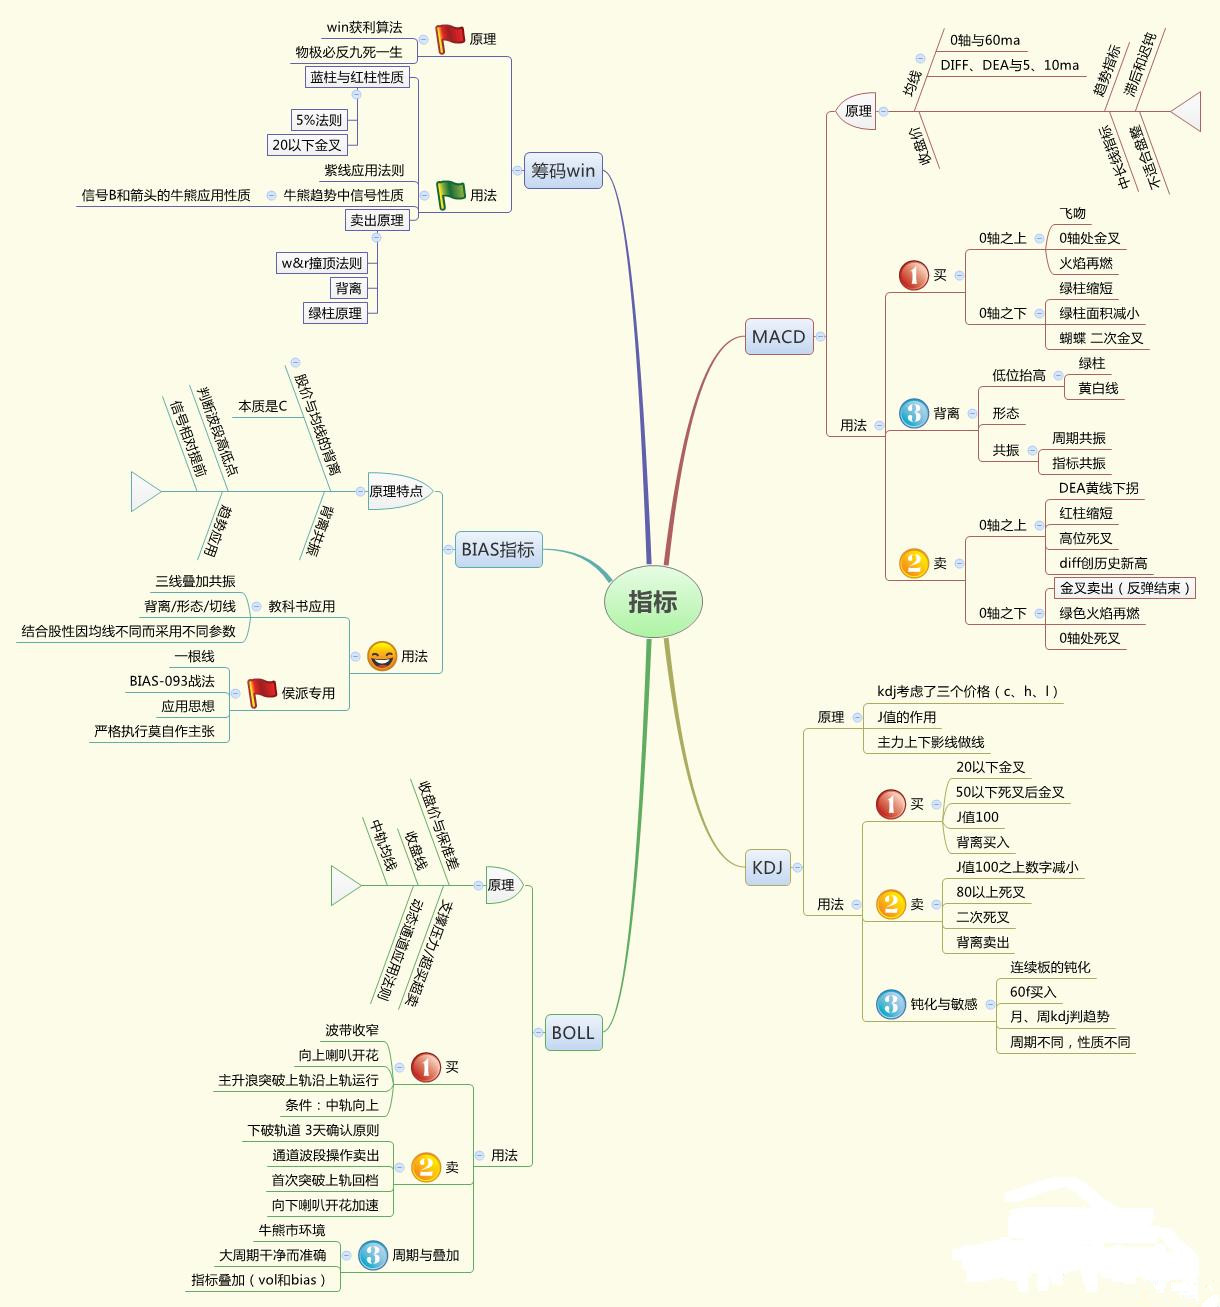 指标
筹码win
原理
win获利算法
物极必反九死一生
用法
蓝柱与红柱性质
5%法则
20以下金叉
紫线应用法则
牛熊趋势中信号性质
信号B和箭头的牛熊应用性质
卖出原理
w&r撞顶法则
背离
绿柱原理
MACD
原理
均线
0轴与60ma
DIFF、DEA与5、10ma
收盘价
趋势指标
中长线指标
滞后和迟钝
不适合盘整
用法
1 买
0轴之上
飞吻
0轴处金叉
火焰再燃
0轴之下
绿柱缩短
绿柱面积减小
蝴蝶 二次金叉
3 背离
低位抬高
绿柱
黄白线
形态
共振
周期共振
指标共振
2 卖
0轴之上
DEA黄线下拐
红柱缩短
高位死叉
diff创历史新高
0轴之下
金叉卖出（反弹结束）
绿色火焰再燃
0轴处死叉
BIAS指标
原理特点
股价与均线的背离
本质是C
背离共振
判断波段高低点
趋势应用
信号相对提前
用法
教科书应用
三线叠加共振
背离/形态/切线
结合股性因均线不同而采用不同参数
侯派专用
一根线
BIAS-093战法
应用思想
严格执行莫自作主张
KDJ
原理
kdj考虑了三个价格（c、h、l）
J值的作用
主力上下影线做线
用法
1 买
20以下金叉
50以下死叉后金叉
J值100
背离买入
2 卖
J值100之上数字减小
80以上死叉
二次死叉
背离卖出
3 钝化与敏感
连续板的钝化
60f买入
月、周kdj判趋势
周期不同，性质不同
BOLL
原理
收盘价与保准差
支撑压力/超买超卖
收盘线
动态通道应用法则
中轨均线
用法
1 买
波带收窄
向上喇叭开花
主升浪突破上轨沿上轨运行
条件：中轨向上
2 卖
下破轨道 3天确认原则
通道波段操作卖出
首次突破上轨回档
向下喇叭开花加速
3 周期与叠加
牛熊市环境
大周期干净而准确
指标叠加（vol和bias）